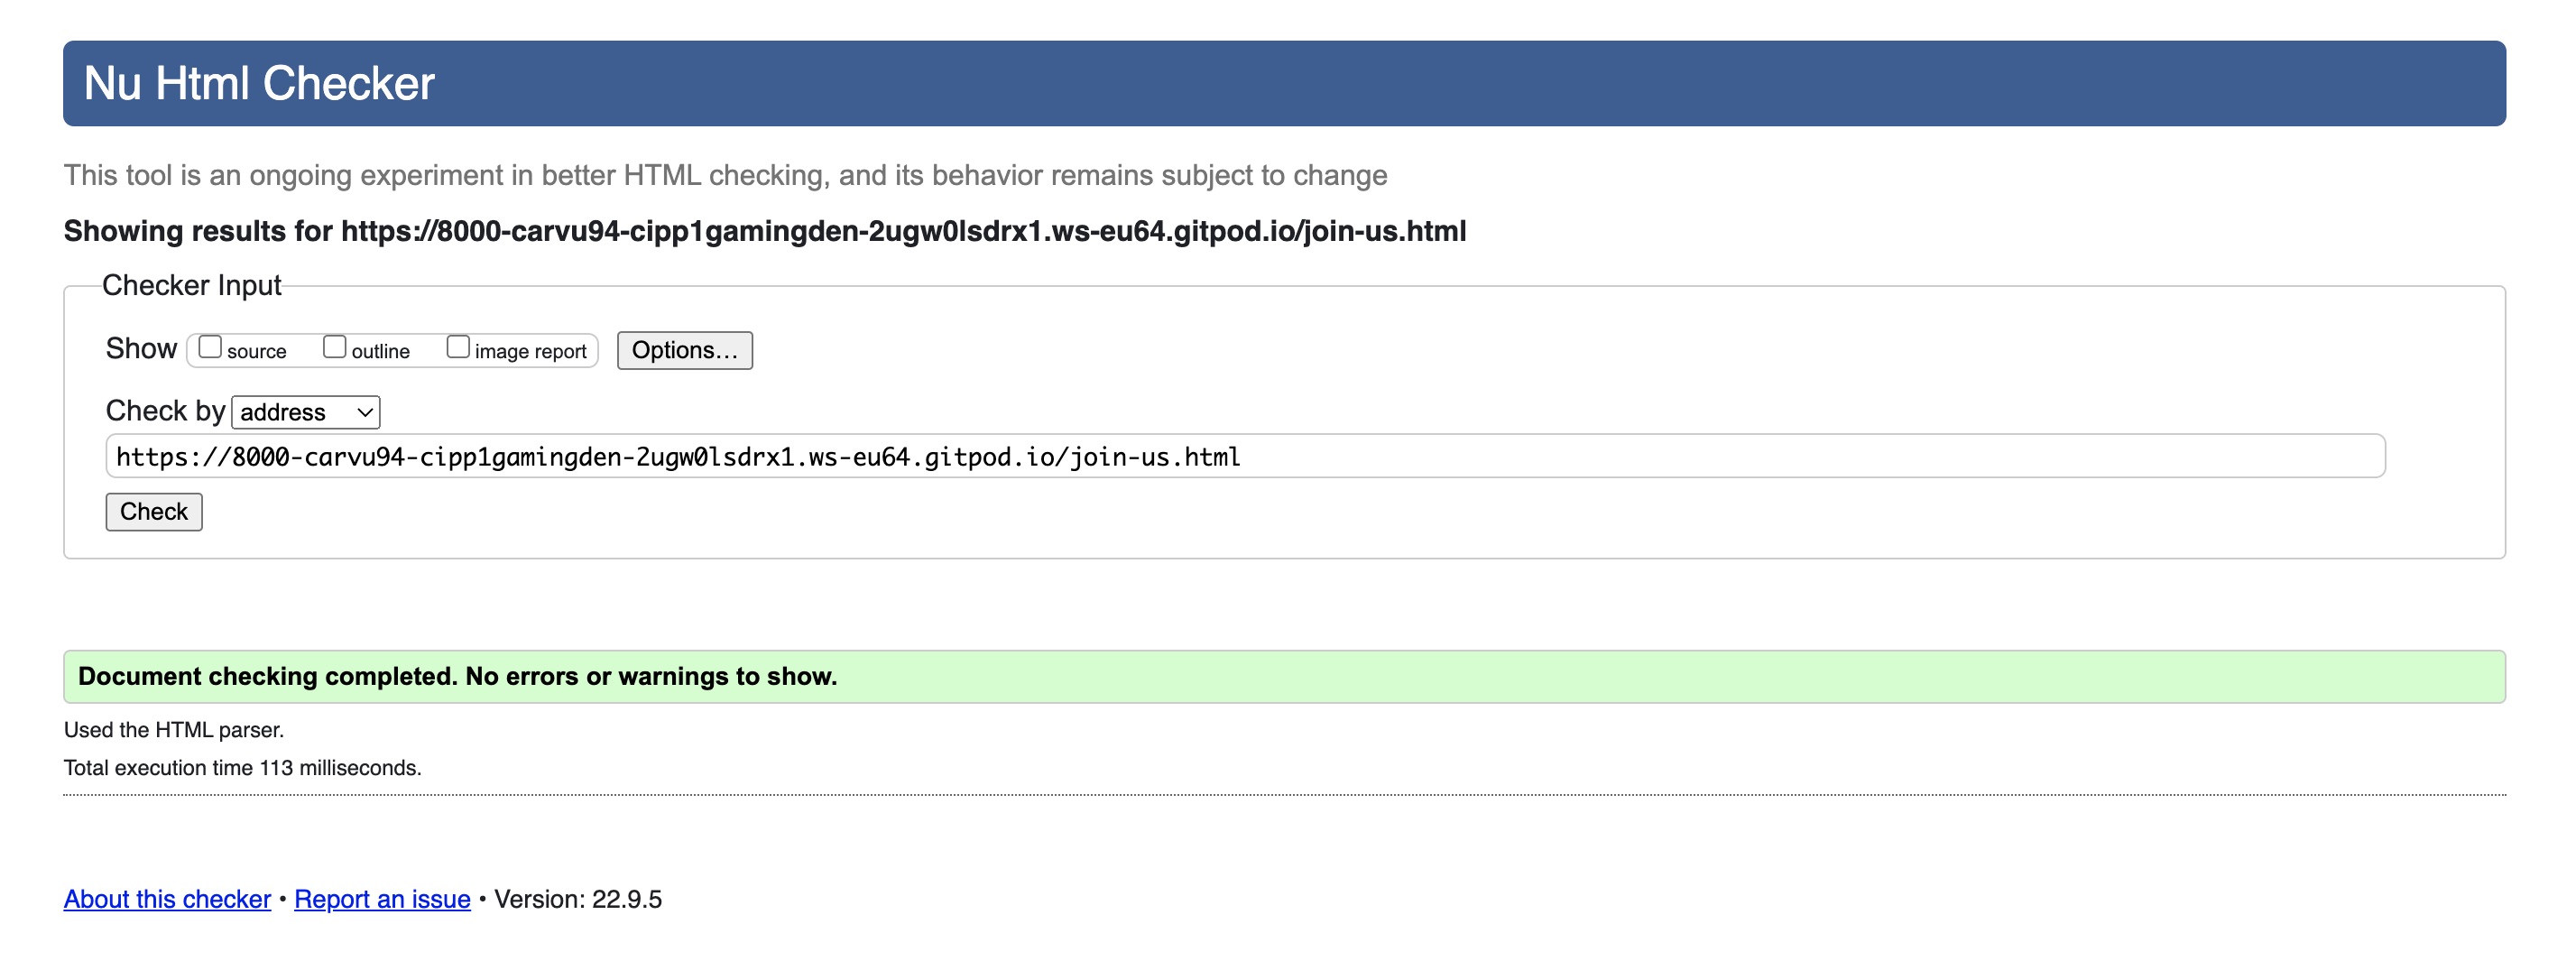 Nu Html Checker
This tool is an ongoing experiment in better HTML checking, and its behavior remains subject to change
Showing results for https://8000-carvu94-cipp1gamingden-2ugw0lsdrx1.ws-eu64.gitpod.io/join-us.html
Checker Input
Show source outline image report Options…
Check by address
https://8000-carvu94-cipp1gamingden-2ugw0lsdrx1.ws-eu64.gitpod.io/join-us.html
Check
Document checking completed. No errors or warnings to show.
Used the HTML parser.
Total execution time 113 milliseconds.
About this checker • Report an issue • Version: 22.9.5